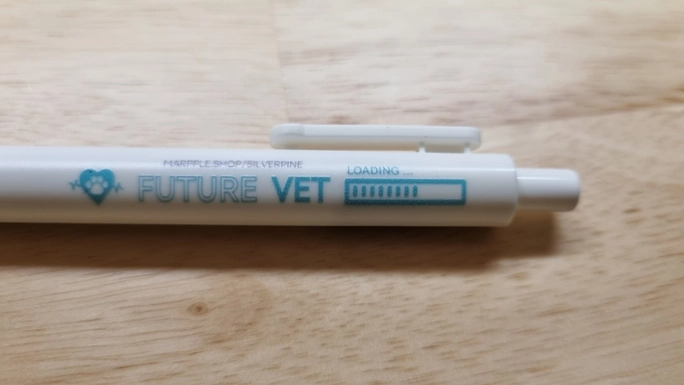 MARPPLE.SHOP/SILVERPINE
FUTURE VET
LOADING ...